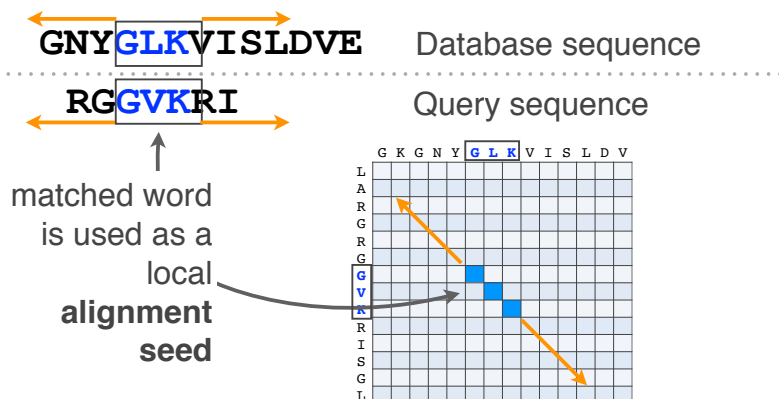 GNYGLKVISLDVE Database sequence
RGGVKRI Query sequence
G K G N Y G L K V I S L D V
matched word
is used as a
local
alignment
seed
L
A
R
G
R
G
G
V
K
R
I
S
G
L